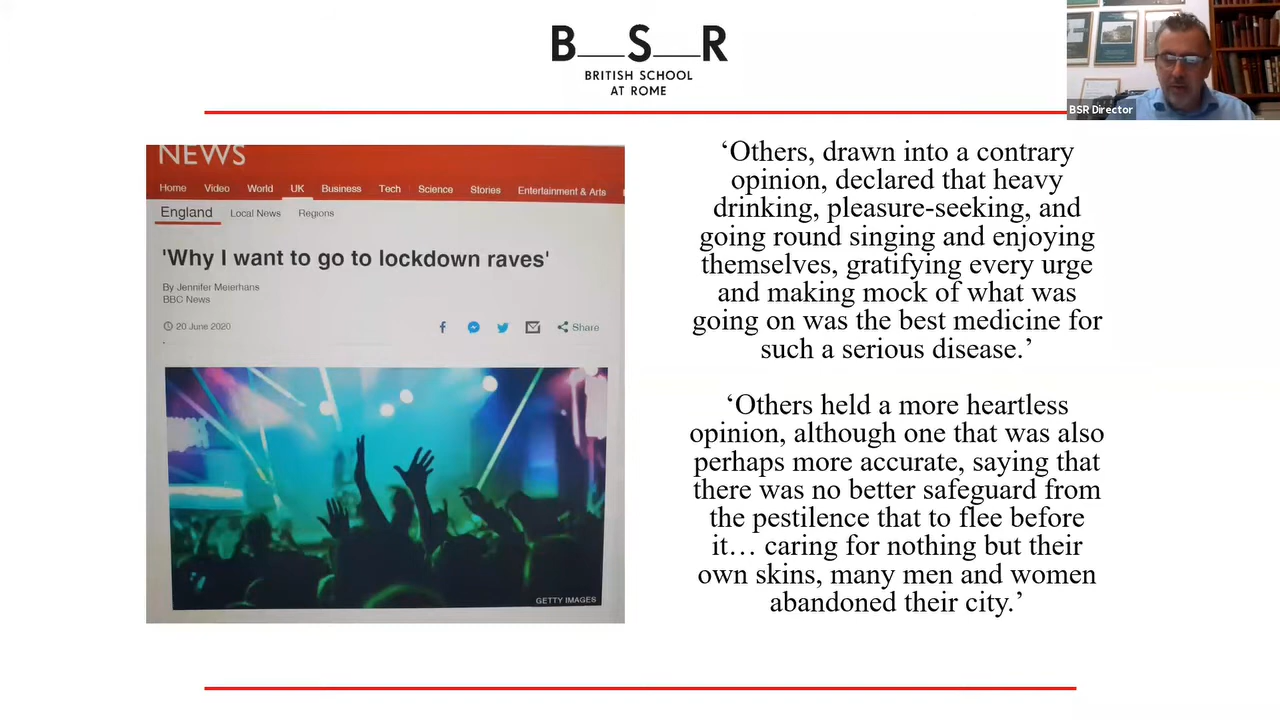 B__S__R
BRITISH SCHOOL
AT ROME
BSR Director
NEWS
Home Video World UK Business Tech Science Stories Entertainment & Arts
England Local News Regions
'Why I want to go to lockdown raves'
By Jennifer Meierhans
BBC News
20 June 2020
Share
GETTY IMAGES
‘Others, drawn into a contrary
opinion, declared that heavy
drinking, pleasure-seeking, and
going round singing and enjoying
themselves, gratifying every urge
and making mock of what was
going on was the best medicine for
such a serious disease.’
‘Others held a more heartless
opinion, although one that was also
perhaps more accurate, saying that
there was no better safeguard from
the pestilence that to flee before
it… caring for nothing but their
own skins, many men and women
abandoned their city.’